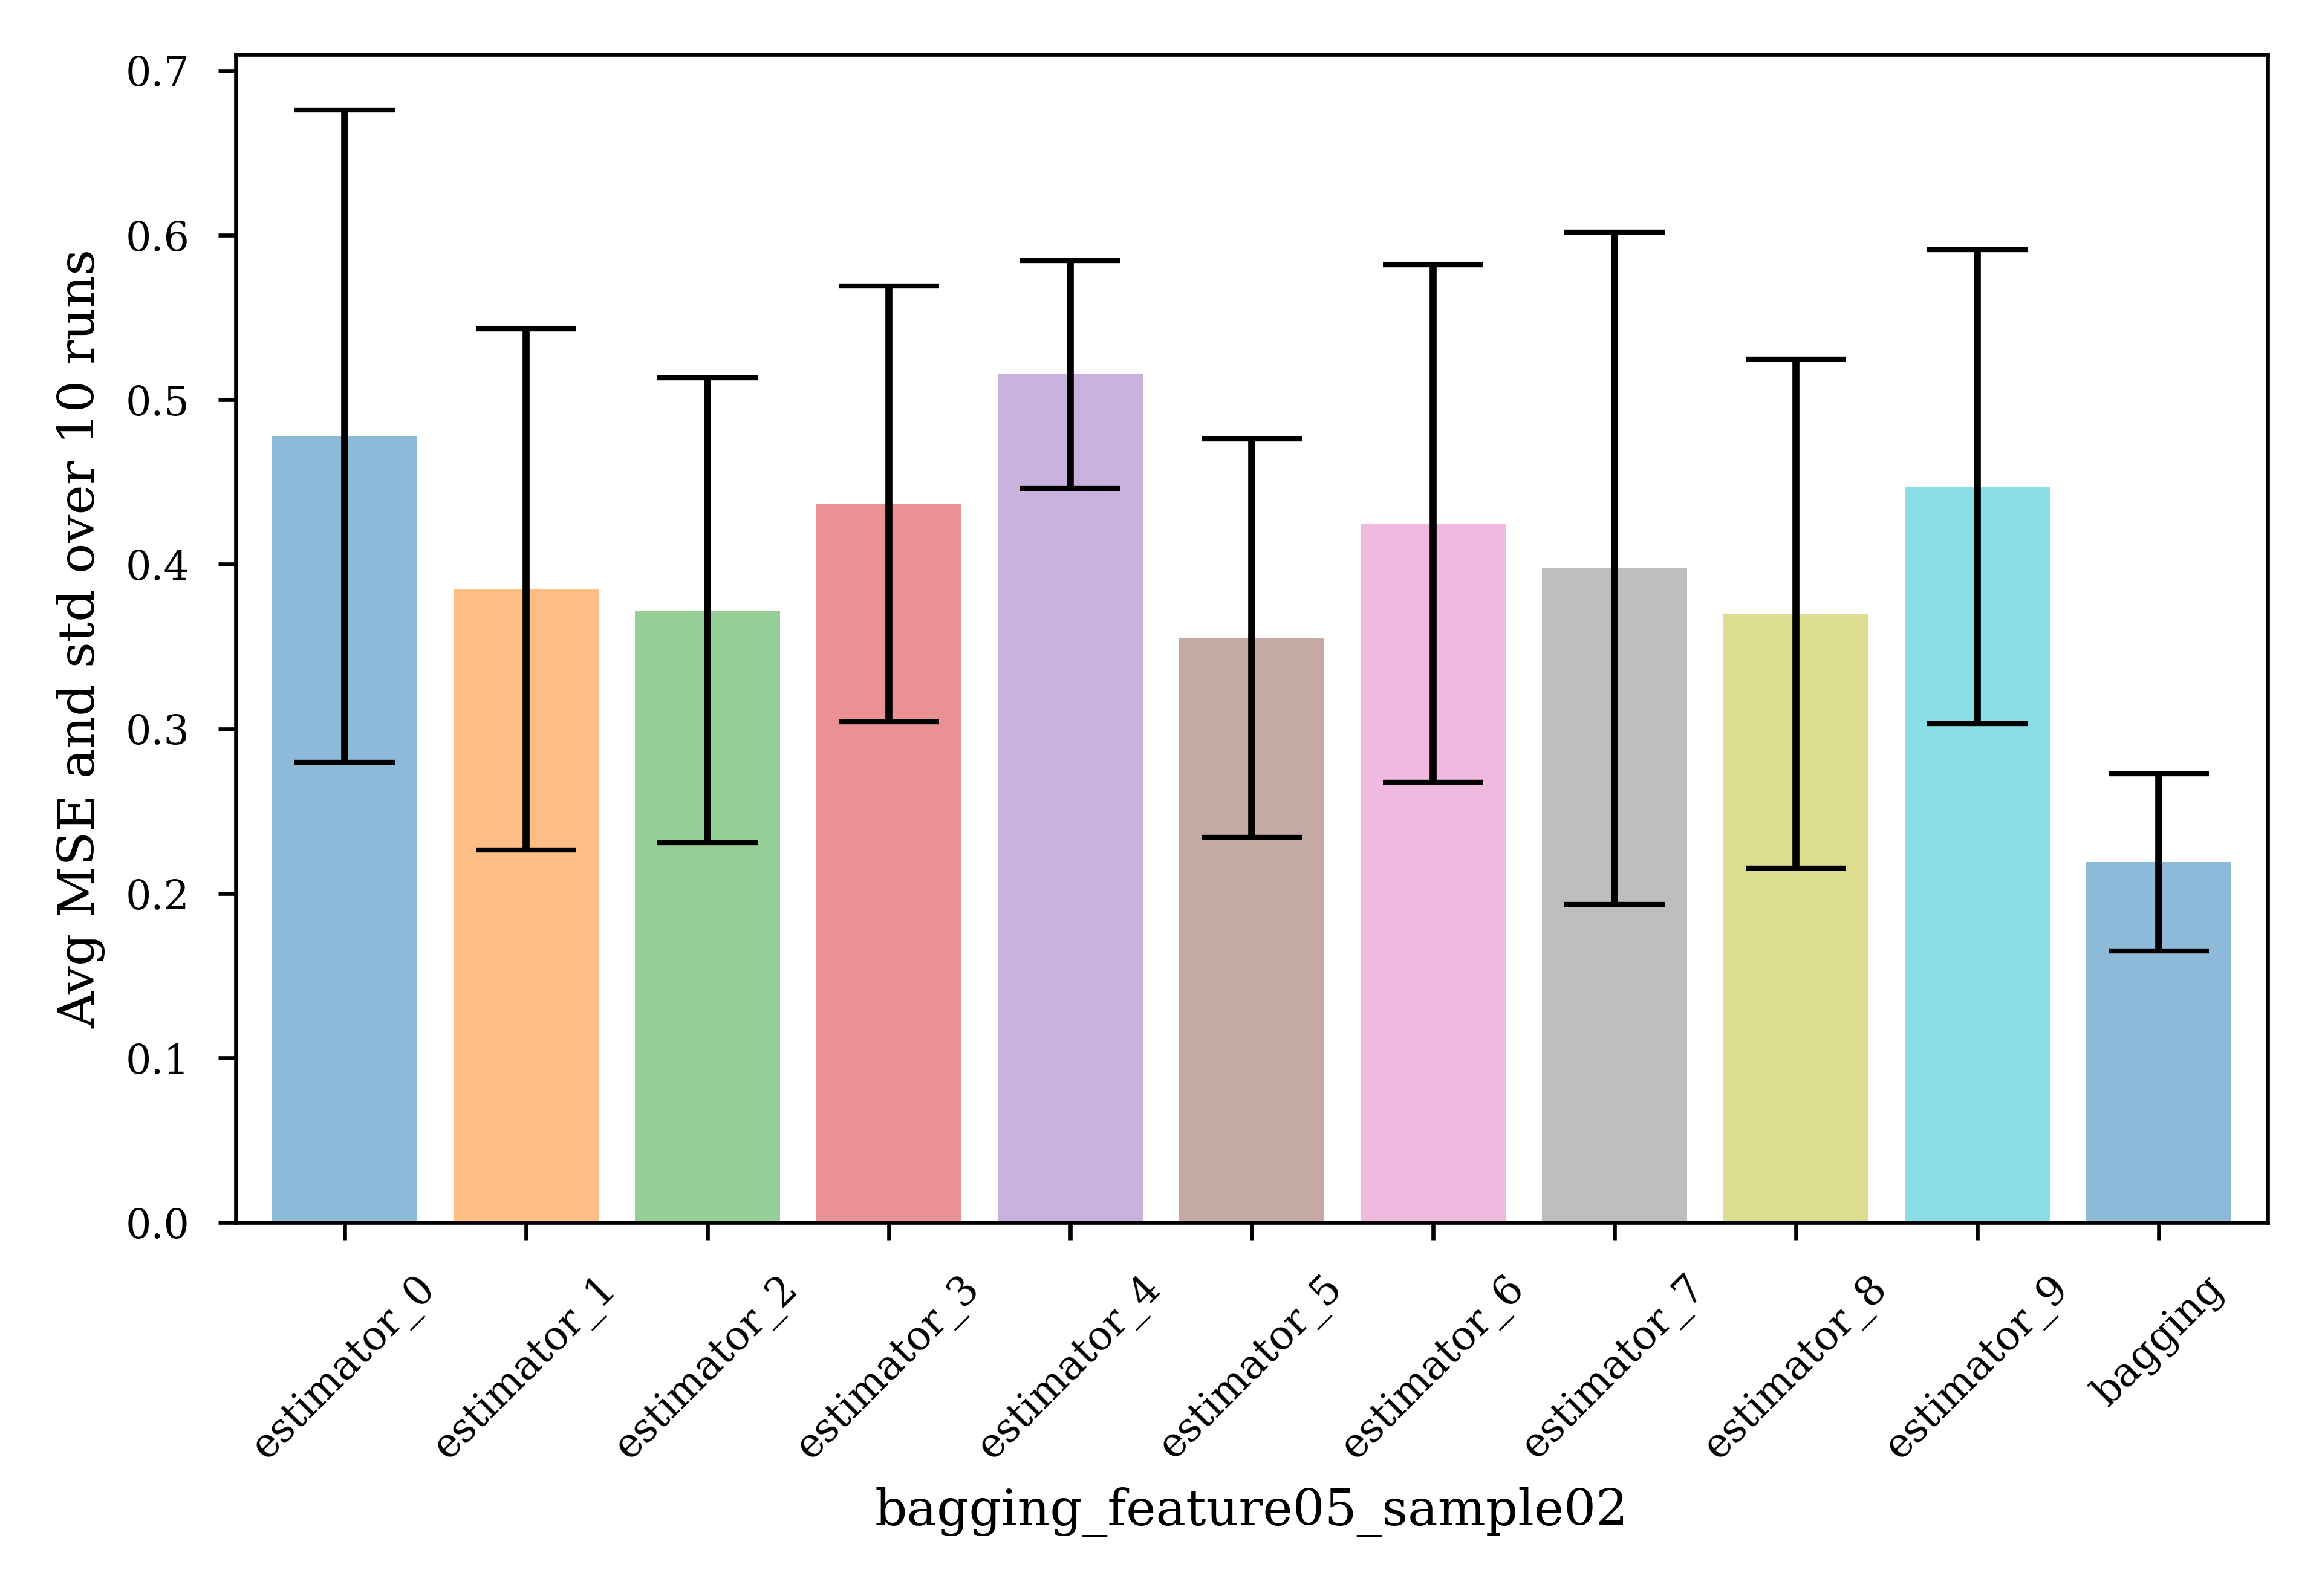 0.7
0.6
0.5
0.4
0.3
0.2
0.1
0.0
Avg MSE and std over 10 runs
estimator_0
estimator_1
estimator_2
estimator_3
estimator_4
estimator_5
estimator_6
estimator_7
estimator_8
estimator_9
bagging
bagging_feature05_sample02